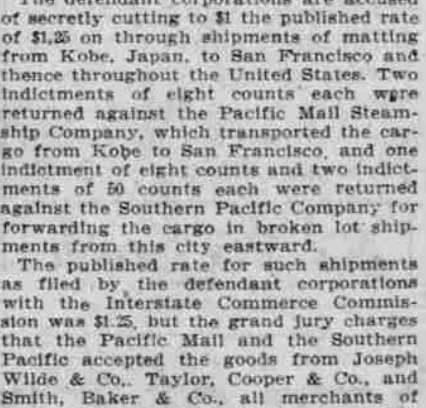 The defendant corporations are accused
of secretly cutting to $1 the published rate
of $1.25 on through shipments of matting
from Kobe, Japan, to San Francisco and
thence throughout the United States. Two
indictments of eight counts each were
returned against the Pacific Mail Steam-
ship Company, which transported the car-
go from Kobe to San Francisco, and one
indictment of eight counts and two indict-
ments of 50 counts each were returned
against the Southern Pacific Company for
forwarding the cargo in broken lot ship-
ments from this city eastward.
The published rate for such shipments
as filed by the defendant corporations
with the Interstate Commerce Commis-
sion was $1.25, but the grand jury charges
that the Pacific Mail and the Southern
Pacific accepted the goods from Joseph
Wilde & Co., Taylor, Cooper & Co., and
Smith, Baker & Co., all merchants of